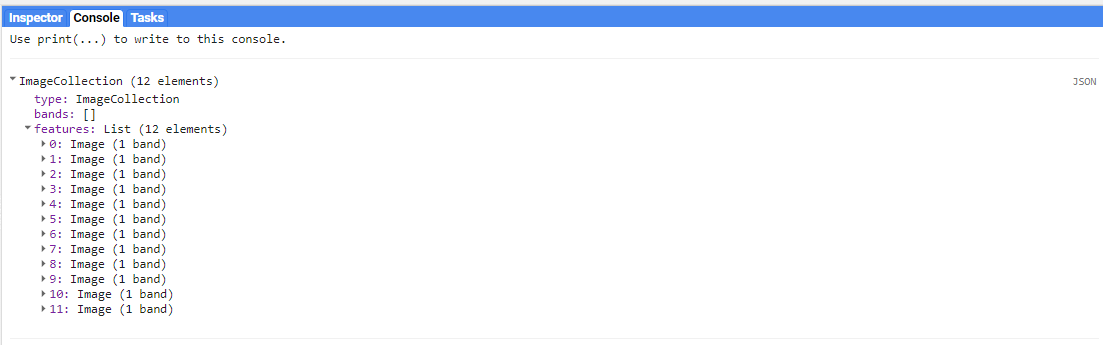 Inspector Console Tasks
Use print(...) to write to this console.
ImageCollection (12 elements) JSON
type: ImageCollection
bands: []
features: List (12 elements)
0: Image (1 band)
1: Image (1 band)
2: Image (1 band)
3: Image (1 band)
4: Image (1 band)
5: Image (1 band)
6: Image (1 band)
7: Image (1 band)
8: Image (1 band)
9: Image (1 band)
10: Image (1 band)
11: Image (1 band)